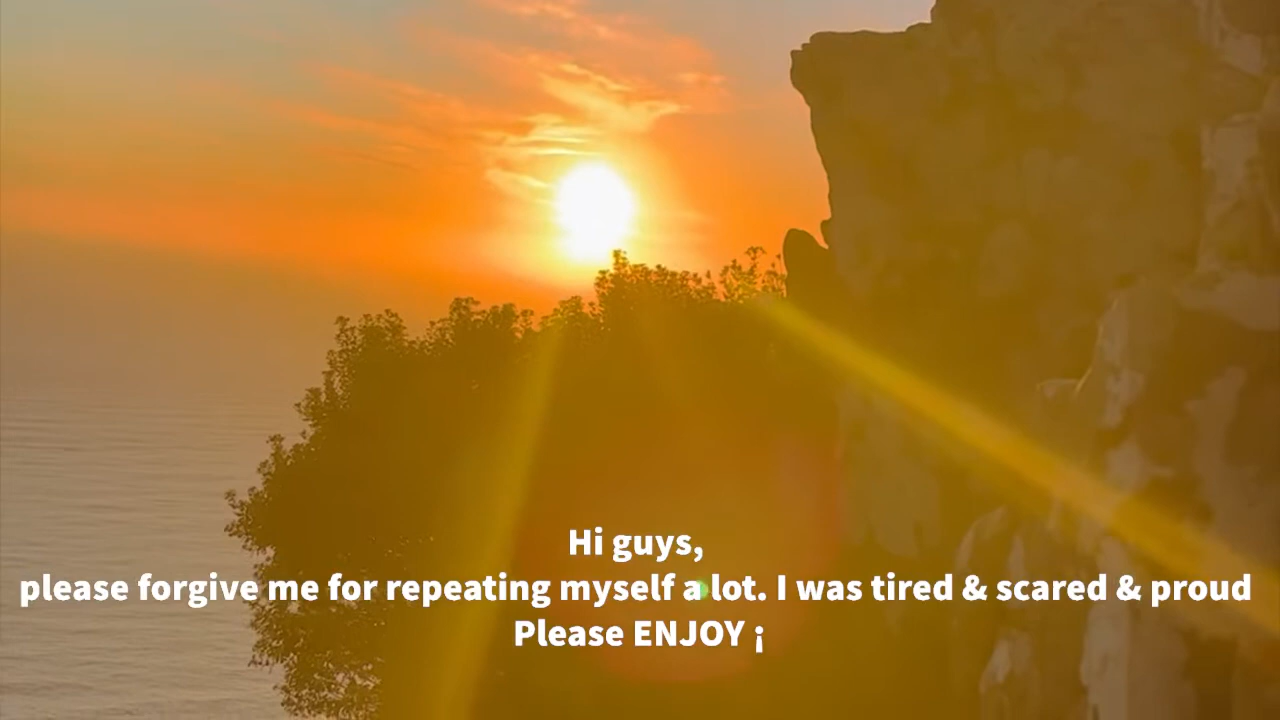 Hi guys,
please forgive me for repeating myself a lot. I was tired & scared & proud
Please ENJOY ¡